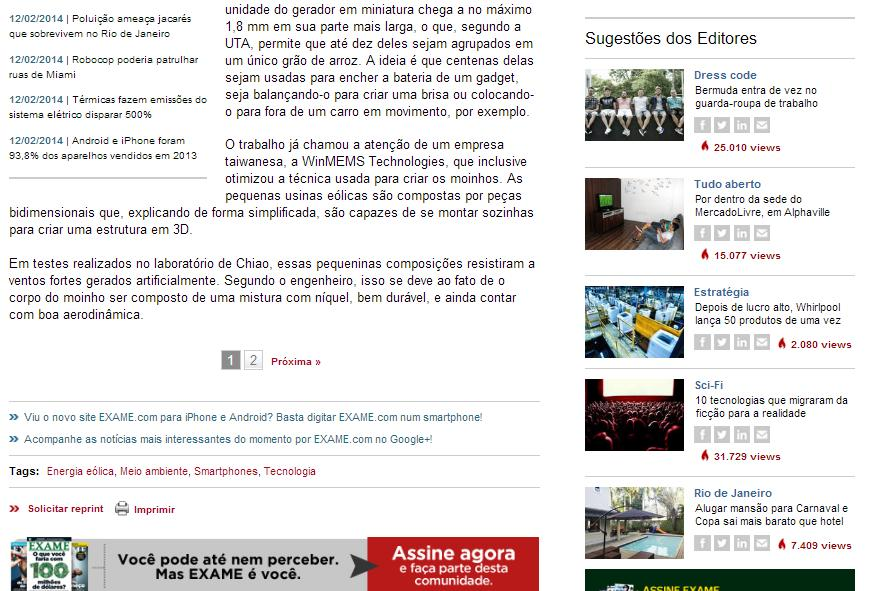 12/02/2014 | Poluição ameaça jacarés
que sobrevivem no Rio de Janeiro
12/02/2014 | Robocop poderia patrulhar
ruas de Miami
12/02/2014 | Térmicas fazem emissões do
sistema elétrico disparar 500%
12/02/2014 | Android e iPhone foram
93,8% dos aparelhos vendidos em 2013
unidade do gerador em miniatura chega a no máximo
1,8 mm em sua parte mais larga, o que, segundo a
UTA, permite que até dez deles sejam agrupados em
um único grão de arroz. A ideia é que centenas delas
sejam usadas para encher a bateria de um gadget,
seja balançando-o para criar uma brisa ou colocando-
o para fora de um carro em movimento, por exemplo.
O trabalho já chamou a atenção de um empresa
taiwanesa, a WinMEMS Technologies, que inclusive
otimizou a técnica usada para criar os moinhos. As
pequenas usinas eólicas são compostas por peças
bidimensionais que, explicando de forma simplificada, são capazes de se montar sozinhas
para criar uma estrutura em 3D.
Em testes realizados no laboratório de Chiao, essas pequeninas composições resistiram a
ventos fortes gerados artificialmente. Segundo o engenheiro, isso se deve ao fato de o
corpo do moinho ser composto de uma mistura com níquel, bem durável, e ainda contar
com boa aerodinâmica.
1 2 Próxima »
Viu o novo site EXAME.com para iPhone e Android? Basta digitar EXAME.com num smartphone!
Acompanhe as notícias mais interessantes do momento por EXAME.com no Google+!
Tags: Energia eólica, Meio ambiente, Smartphones, Tecnologia
Solicitar reprint Imprimir
EXAME
O que você
faria com
100
milhões
de dólares?
Você pode até nem perceber.
Mas EXAME é você.
Assine agora
e faça parte desta
comunidade.
Sugestões dos Editores
Dress code
Bermuda entra de vez no
guarda-roupa de trabalho
25.010 views
Tudo aberto
Por dentro da sede do
MercadoLivre, em Alphaville
15.077 views
Estratégia
Depois de lucro alto, Whirlpool
lança 50 produtos de uma vez
2.080 views
Sci-Fi
10 tecnologias que migraram da
ficção para a realidade
31.729 views
Rio de Janeiro
Alugar mansão para Carnaval e
Copa sai mais barato que hotel
7.409 views
ASSINE EXAME